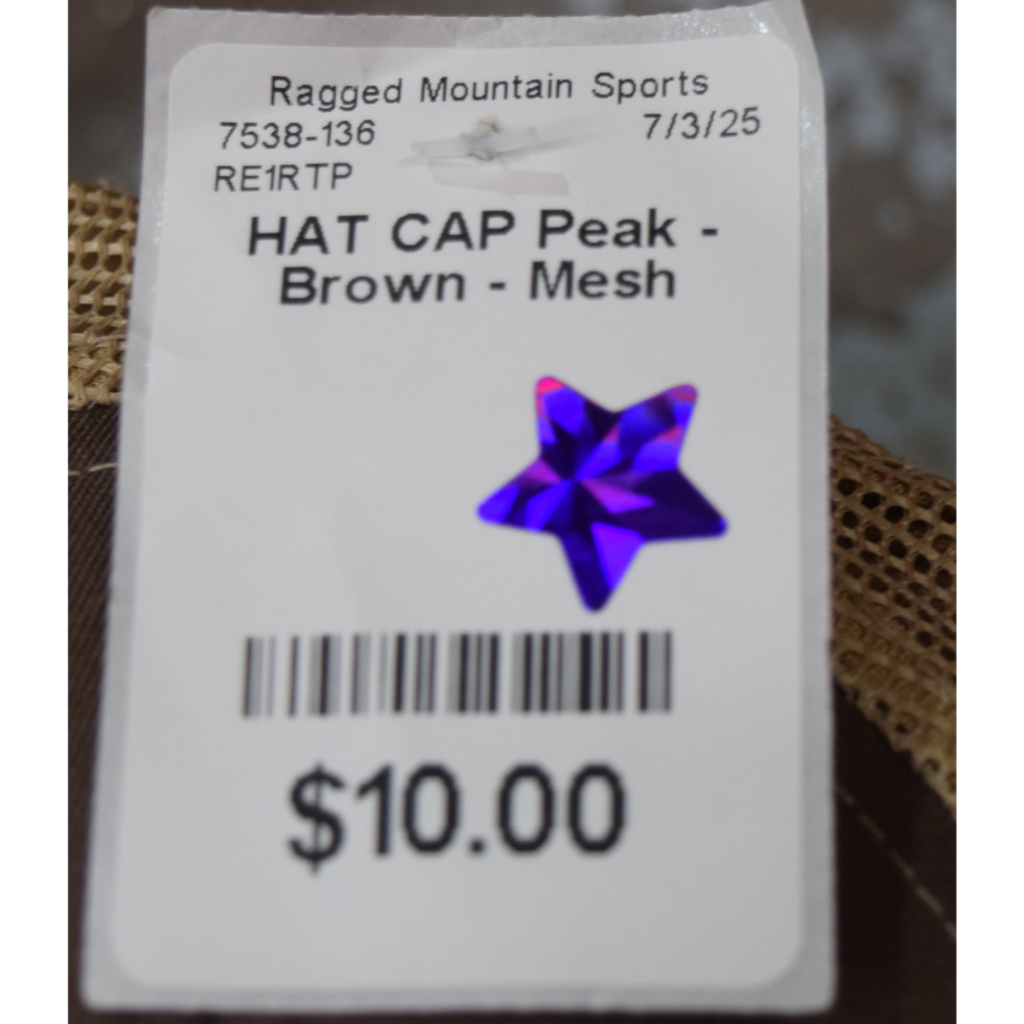 Ragged Mountain Sports
7538-136 7/3/25
RE1RTP
HAT CAP Peak -
Brown - Mesh
$10.00